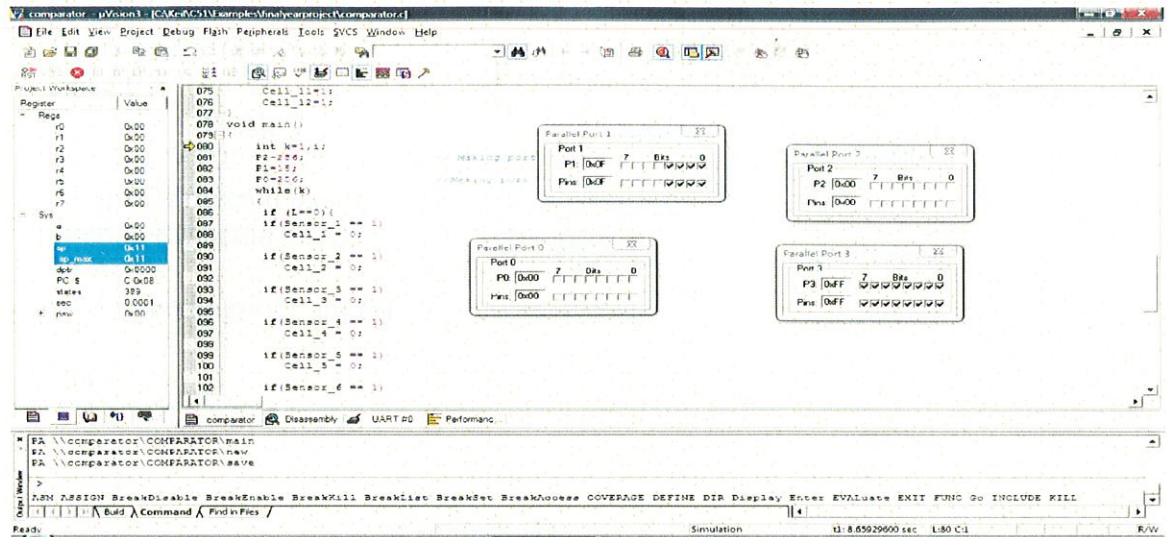 comparator - µVision3 - [C:\Keil\C51\Examples\finalyearproject\comparator.c]
File Edit View Project Debug Flash Peripherals Tools SVCS Window Help
Project Workspace
Register Value
Regs
r0 0x00
r1 0x00
r2 0x00
r3 0x00
r4 0x00
r5 0x00
r6 0x00
r7 0x00
Sys
a 0x00
b 0x00
sp 0x11
sp_max 0x11
dptr 0x0000
PC $ C:0x08
states 389
sec 0.0001
psw 0x00
075 Cell_11=1;
076 Cell_12=1;
077 }
078 void main()
079 {
080 int k=1,i;
081 P2=256;
082 P1=15;
083 P0=256;
084 while(k)
085 {
086 if (L==0){
087 if(Sensor_1 == 1)
088 Cell_1 = 0;
089
090 if(Sensor_2 == 1)
091 Cell_2 = 0;
092
093 if(Sensor_3 == 1)
094 Cell_3 = 0;
095
096 if(Sensor_4 == 1)
097 Cell_4 = 0;
098
099 if(Sensor_5 == 1)
100 Cell_5 = 0;
101
102 if(Sensor_6 == 1)
Parallel Port 1
Port 1
P1: 0x0F 7 Bits 0
Pins: 0x0F
Parallel Port 2
Port 2
P2: 0x00 7 Bits 0
Pins: 0x00
Parallel Port 0
Port 0
P0: 0x00 7 Bits 0
Pins: 0x00
Parallel Port 3
Port 3
P3: 0xFF 7 Bits 0
Pins: 0xFF
comparator Disassembly UART #0 Performanc...
PA \\comparator\COMPARATOR\main
PA \\comparator\COMPARATOR\new
PA \\comparator\COMPARATOR\save
>
ASM ASSIGN BreakDisable BreakEnable BreakKill BreakList BreakSet BreakAccess COVERAGE DEFINE DIR Display Enter EVALuate EXIT FUNC Go INCLUDE KILL
Output Window
Build Command Find in Files
Ready Simulation t1: 8.65929600 sec L:80 C:1 R/W